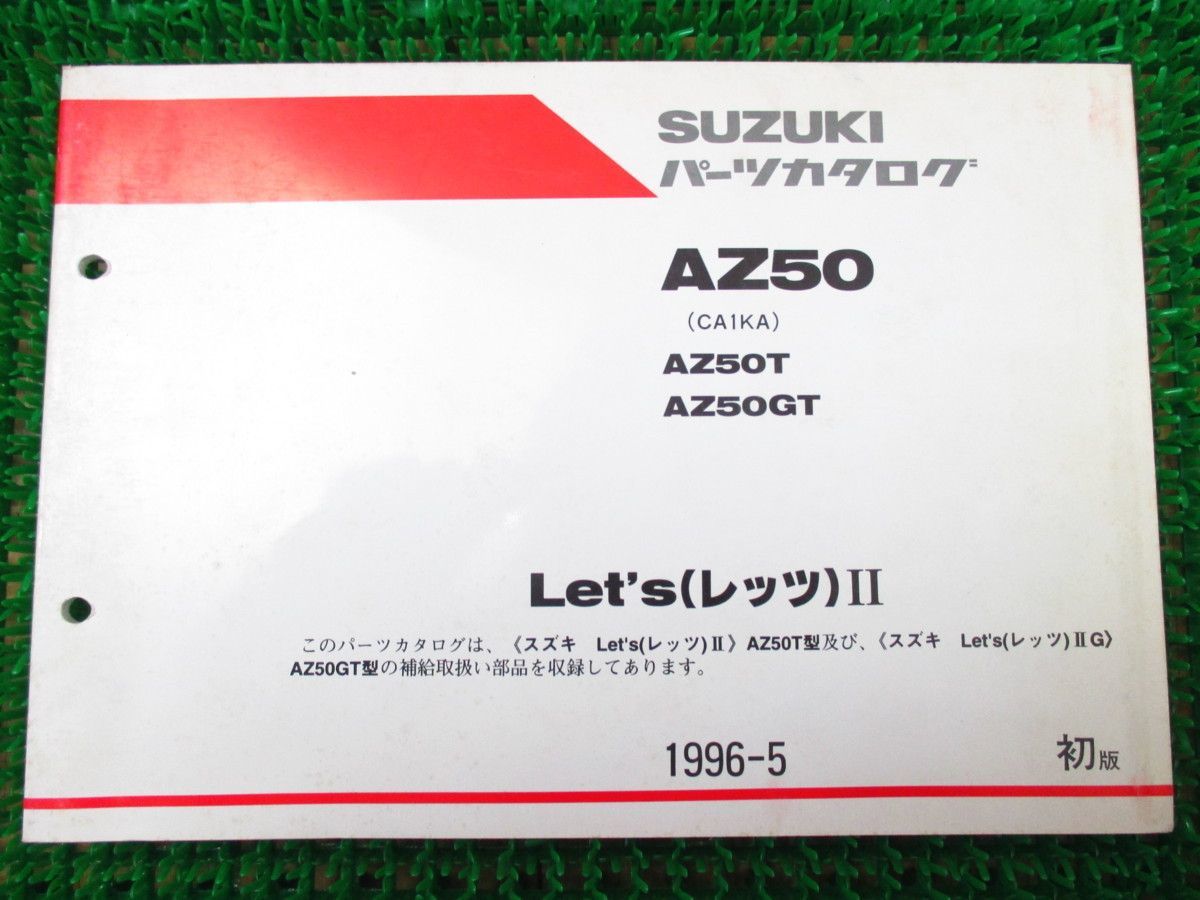 SUZUKI
パーツカタログ
AZ50
(CA1KA)
AZ50T
AZ50GT
Let's(レッツ)II
このパーツカタログは、《スズキ Let's(レッツ)II》AZ50T型及び、《スズキ Let's(レッツ)IIG》
AZ50GT型の補給取扱い部品を収録してあります。
1996-5 初版